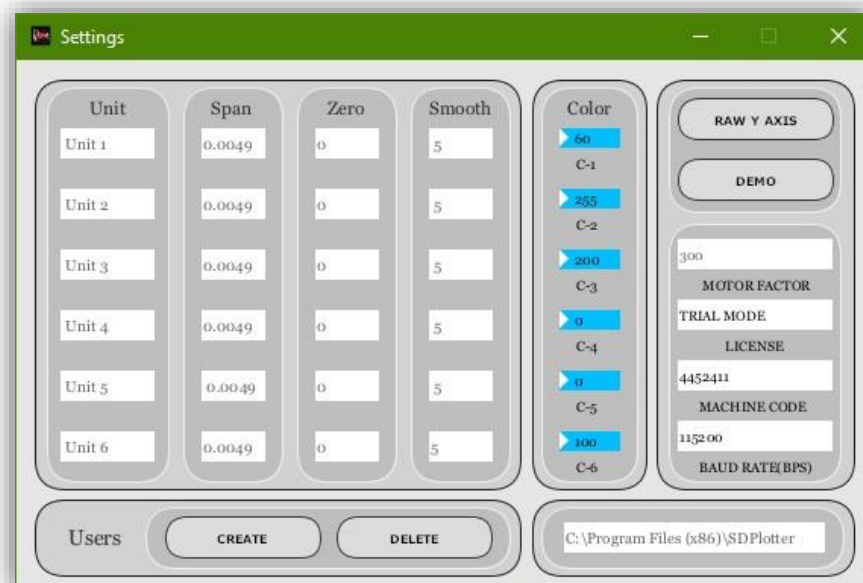 Settings
Unit Span Zero Smooth Color
Unit 1 0.0049 0 5 60
C-1
Unit 2 0.0049 0 5 255
C-2
Unit 3 0.0049 0 5 200
C-3
Unit 4 0.0049 0 5 0
C-4
Unit 5 0.0049 0 5 0
C-5
Unit 6 0.0049 0 5 100
C-6
RAW Y AXIS
DEMO
300
MOTOR FACTOR
TRIAL MODE
LICENSE
4452411
MACHINE CODE
115200
BAUD RATE(BPS)
Users CREATE DELETE
C:\Program Files (x86)\SDPlotter